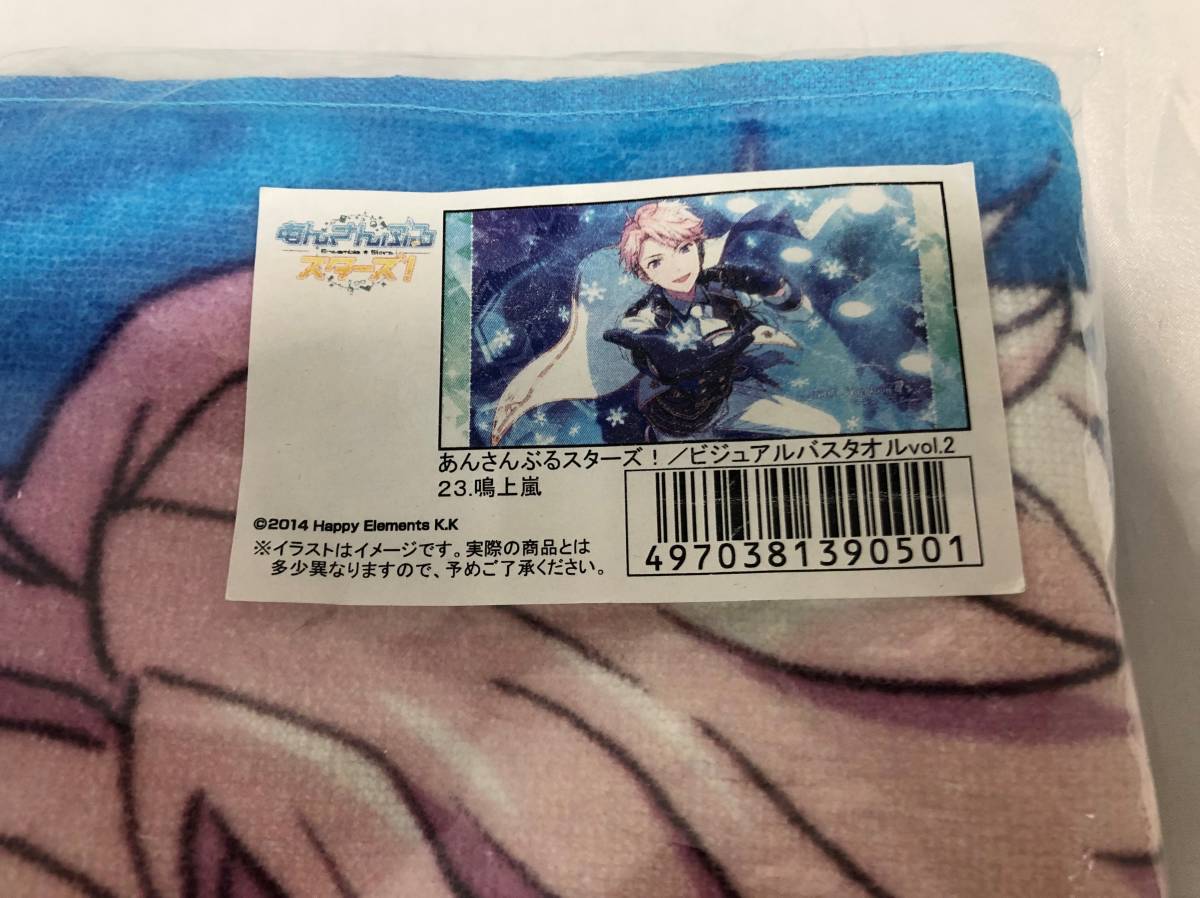 あんさんぶる
Ensemble Stars!
スターズ!
あんさんぶるスターズ！／ビジュアルバスタオルvol.2
23.鳴上嵐
©2014 Happy Elements K.K
※イラストはイメージです。実際の商品とは
多少異なりますので、予めご了承ください。
4970381390501